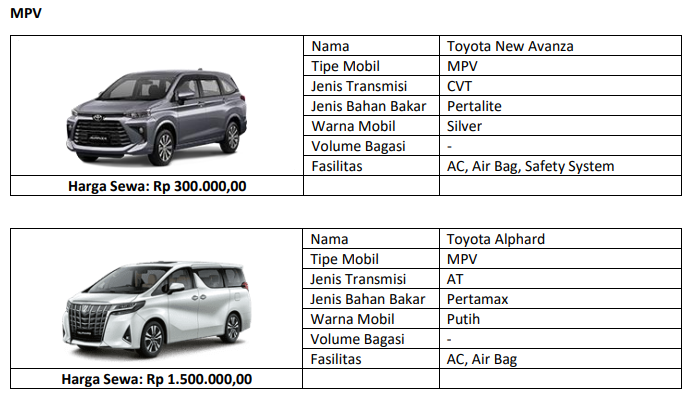 MPV
Nama Toyota New Avanza
Tipe Mobil MPV
Jenis Transmisi CVT
Jenis Bahan Bakar Pertalite
Warna Mobil Silver
Volume Bagasi -
Fasilitas AC, Air Bag, Safety System
Harga Sewa: Rp 300.000,00
Nama Toyota Alphard
Tipe Mobil MPV
Jenis Transmisi AT
Jenis Bahan Bakar Pertamax
Warna Mobil Putih
Volume Bagasi -
Fasilitas AC, Air Bag
Harga Sewa: Rp 1.500.000,00